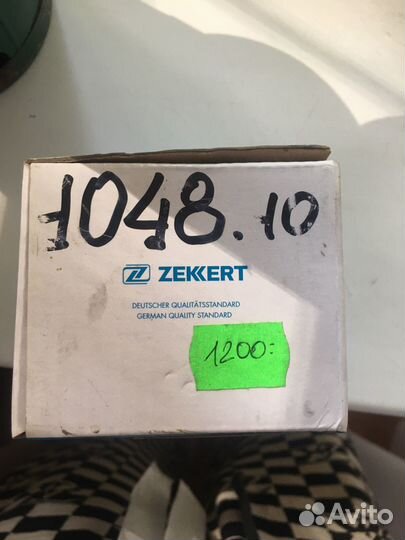 1048.10
ZEKKERT
DEUTSCHER QUALITÄTSSTANDARD
GERMAN QUALITY STANDARD
1200=
Avito